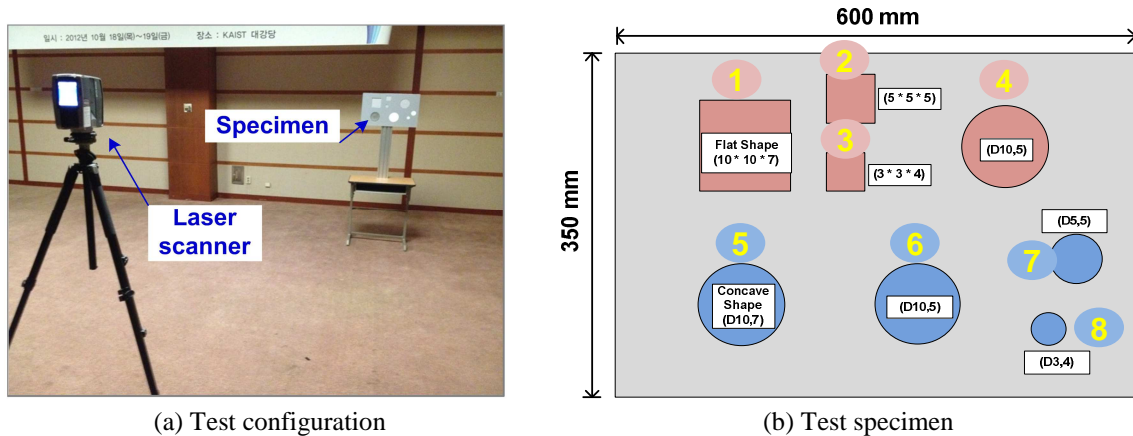 일시 : 2012년 10월 18일(목)~19일(금) 장소 : KAIST 대강당
Specimen
Laser
scanner
(a) Test configuration
600 mm
350 mm
1
Flat Shape
(10 * 10 * 7)
2
(5 * 5 * 5)
3
(3 * 3 * 4)
4
(D10,5)
5
Concave
Shape
(D10,7)
6
(D10,5)
(D5,5)
7
8
(D3,4)
(b) Test specimen